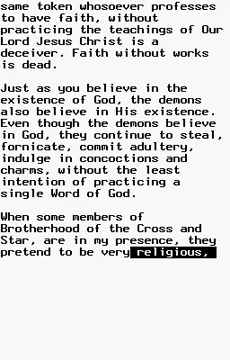 same token whosoever professes
to have faith, without
practicing the teachings of Our
Lord Jesus Christ is a
deceiver. Faith without works
is dead.

Just as you believe in the
existence of God, the demons
also believe in His existence.
Even though the demons believe
in God, they continue to steal,
fornicate, commit adultery,
indulge in concoctions and
charms, without the least
intention of practicing a
single Word of God.

When some members of
Brotherhood of the Cross and
Star, are in my presence, they
pretend to be very religious,